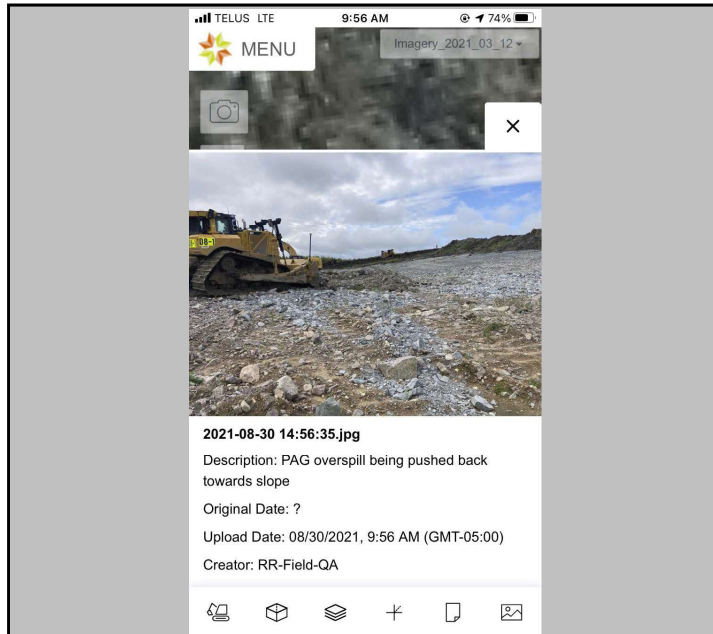 TELUS LTE 9:56 AM 74%
MENU Imagery_2021_03_12
D8-1
2021-08-30 14:56:35.jpg
Description: PAG overspill being pushed back
towards slope
Original Date: ?
Upload Date: 08/30/2021, 9:56 AM (GMT-05:00)
Creator: RR-Field-QA